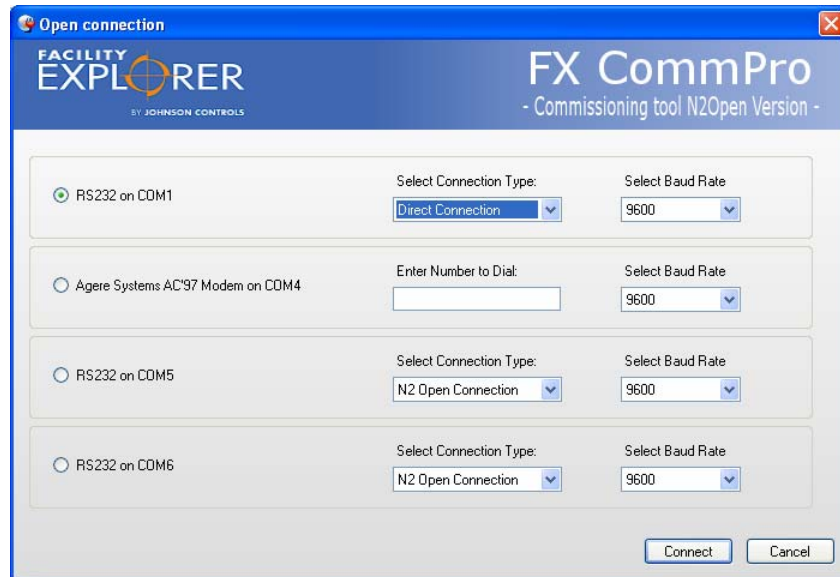 Open connection
FACILITY
EXPLORER
BY JOHNSON CONTROLS
FX CommPro
- Commissioning tool N2Open Version -
RS232 on COM1
Select Connection Type:
Direct Connection
Select Baud Rate
9600
Agere Systems AC'97 Modem on COM4
Enter Number to Dial:
Select Baud Rate
9600
RS232 on COM5
Select Connection Type:
N2 Open Connection
Select Baud Rate
9600
RS232 on COM6
Select Connection Type:
N2 Open Connection
Select Baud Rate
9600
Connect
Cancel